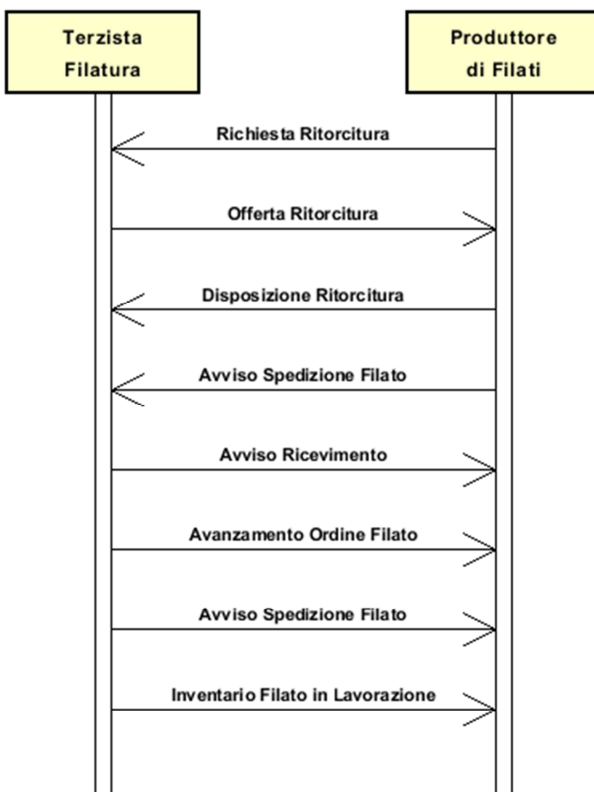 Terzista
Filatura
Produttore
di Filati
Richiesta Ritorcitura
Offerta Ritorcitura
Disposizione Ritorcitura
Avviso Spedizione Filato
Avviso Ricevimento
Avanzamento Ordine Filato
Avviso Spedizione Filato
Inventario Filato in Lavorazione